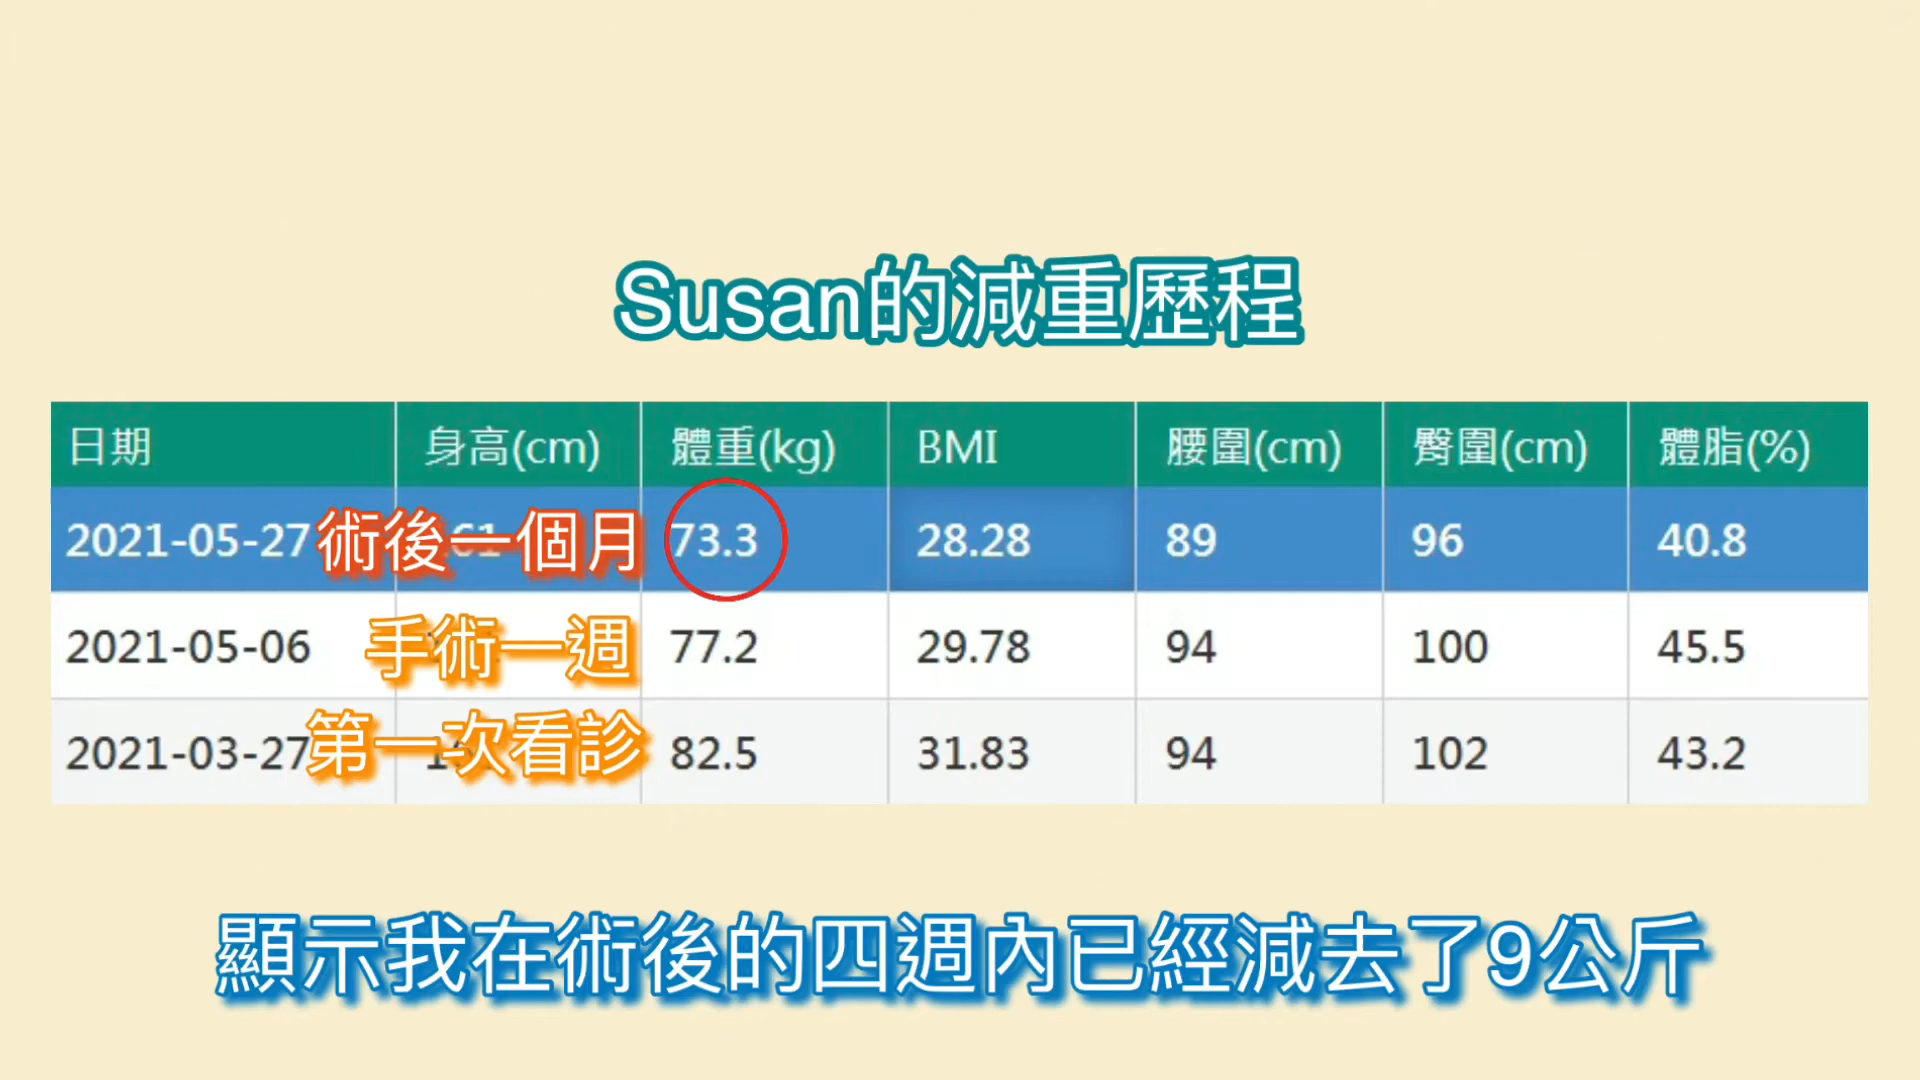 Susan的減重歷程
日期 身高(cm) 體重(kg) BMI 腰圍(cm) 臀圍(cm) 體脂(%)
2021-05-27 術後一個月 73.3 28.28 89 96 40.8
2021-05-06 手術一週 77.2 29.78 94 100 45.5
2021-03-27 第一次看診 82.5 31.83 94 102 43.2
顯示我在術後的四週內已經減去了9公斤